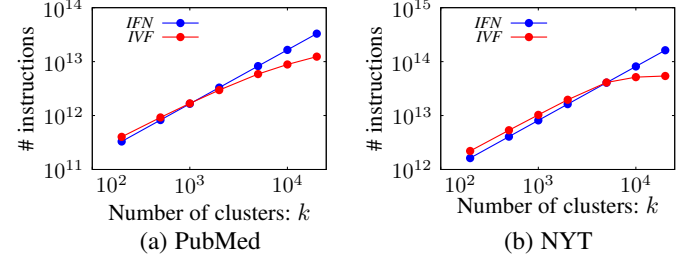 10^14
10^13
10^12
10^11
# instructions
IFN
IVF
10^2
10^3
10^4
Number of clusters: k
(a) PubMed
10^15
10^14
10^13
10^12
# instructions
IFN
IVF
10^2
10^3
10^4
Number of clusters: k
(b) NYT